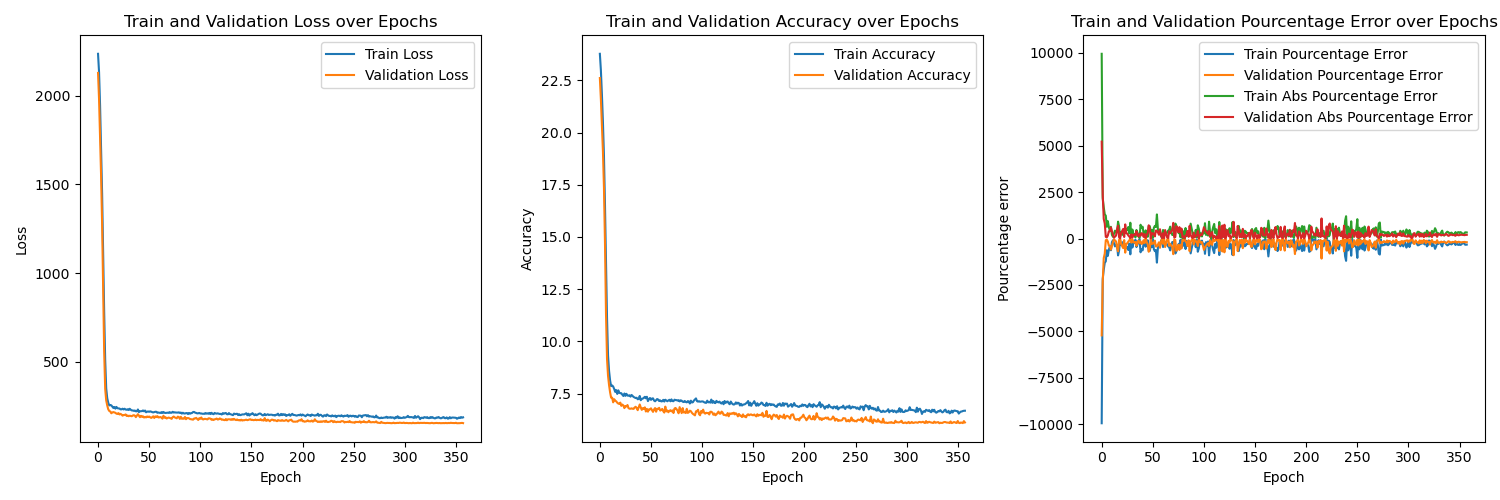 Train and Validation Loss over Epochs
Loss
2000
1500
1000
500
0
50
100
150
200
250
300
350
Epoch
Train Loss
Validation Loss
Train and Validation Accuracy over Epochs
Accuracy
22.5
20.0
17.5
15.0
12.5
10.0
7.5
0
50
100
150
200
250
300
350
Epoch
Train Accuracy
Validation Accuracy
Train and Validation Pourcentage Error over Epochs
Pourcentage error
10000
7500
5000
2500
0
−2500
−5000
−7500
−10000
0
50
100
150
200
250
300
350
Epoch
Train Pourcentage Error
Validation Pourcentage Error
Train Abs Pourcentage Error
Validation Abs Pourcentage Error